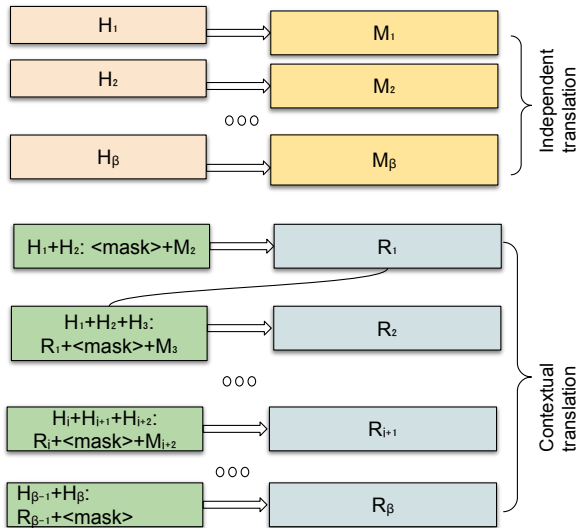 H₁
M₁
H₂
M₂
ooo
Hᵦ
Mᵦ
Independent
translation
H₁+H₂: <mask>+M₂
R₁
H₁+H₂+H₃:
R₁+<mask>+M₃
R₂
ooo
Hᵢ+Hᵢ₊₁+Hᵢ₊₂:
Rᵢ+<mask>+Mᵢ₊₂
Rᵢ₊₁
ooo
Hᵦ₋₁+Hᵦ:
Rᵦ₋₁+<mask>
Rᵦ
Contextual
translation